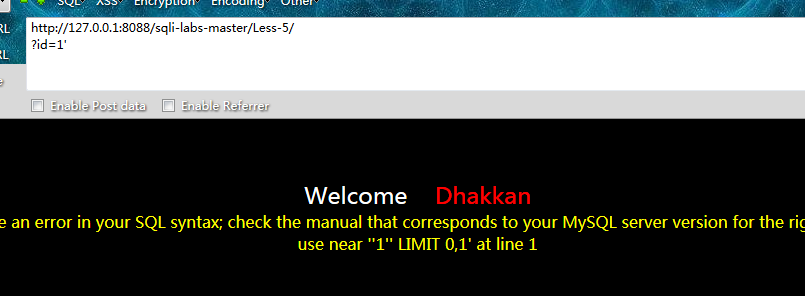 SQL XSS Encryption Encoding Other
RL http://127.0.0.1:8088/sqli-labs-master/Less-5/
RL ?id=1'
e
Enable Post data Enable Referrer
Welcome Dhakkan
e an error in your SQL syntax; check the manual that corresponds to your MySQL server version for the rig
use near ''1'' LIMIT 0,1' at line 1